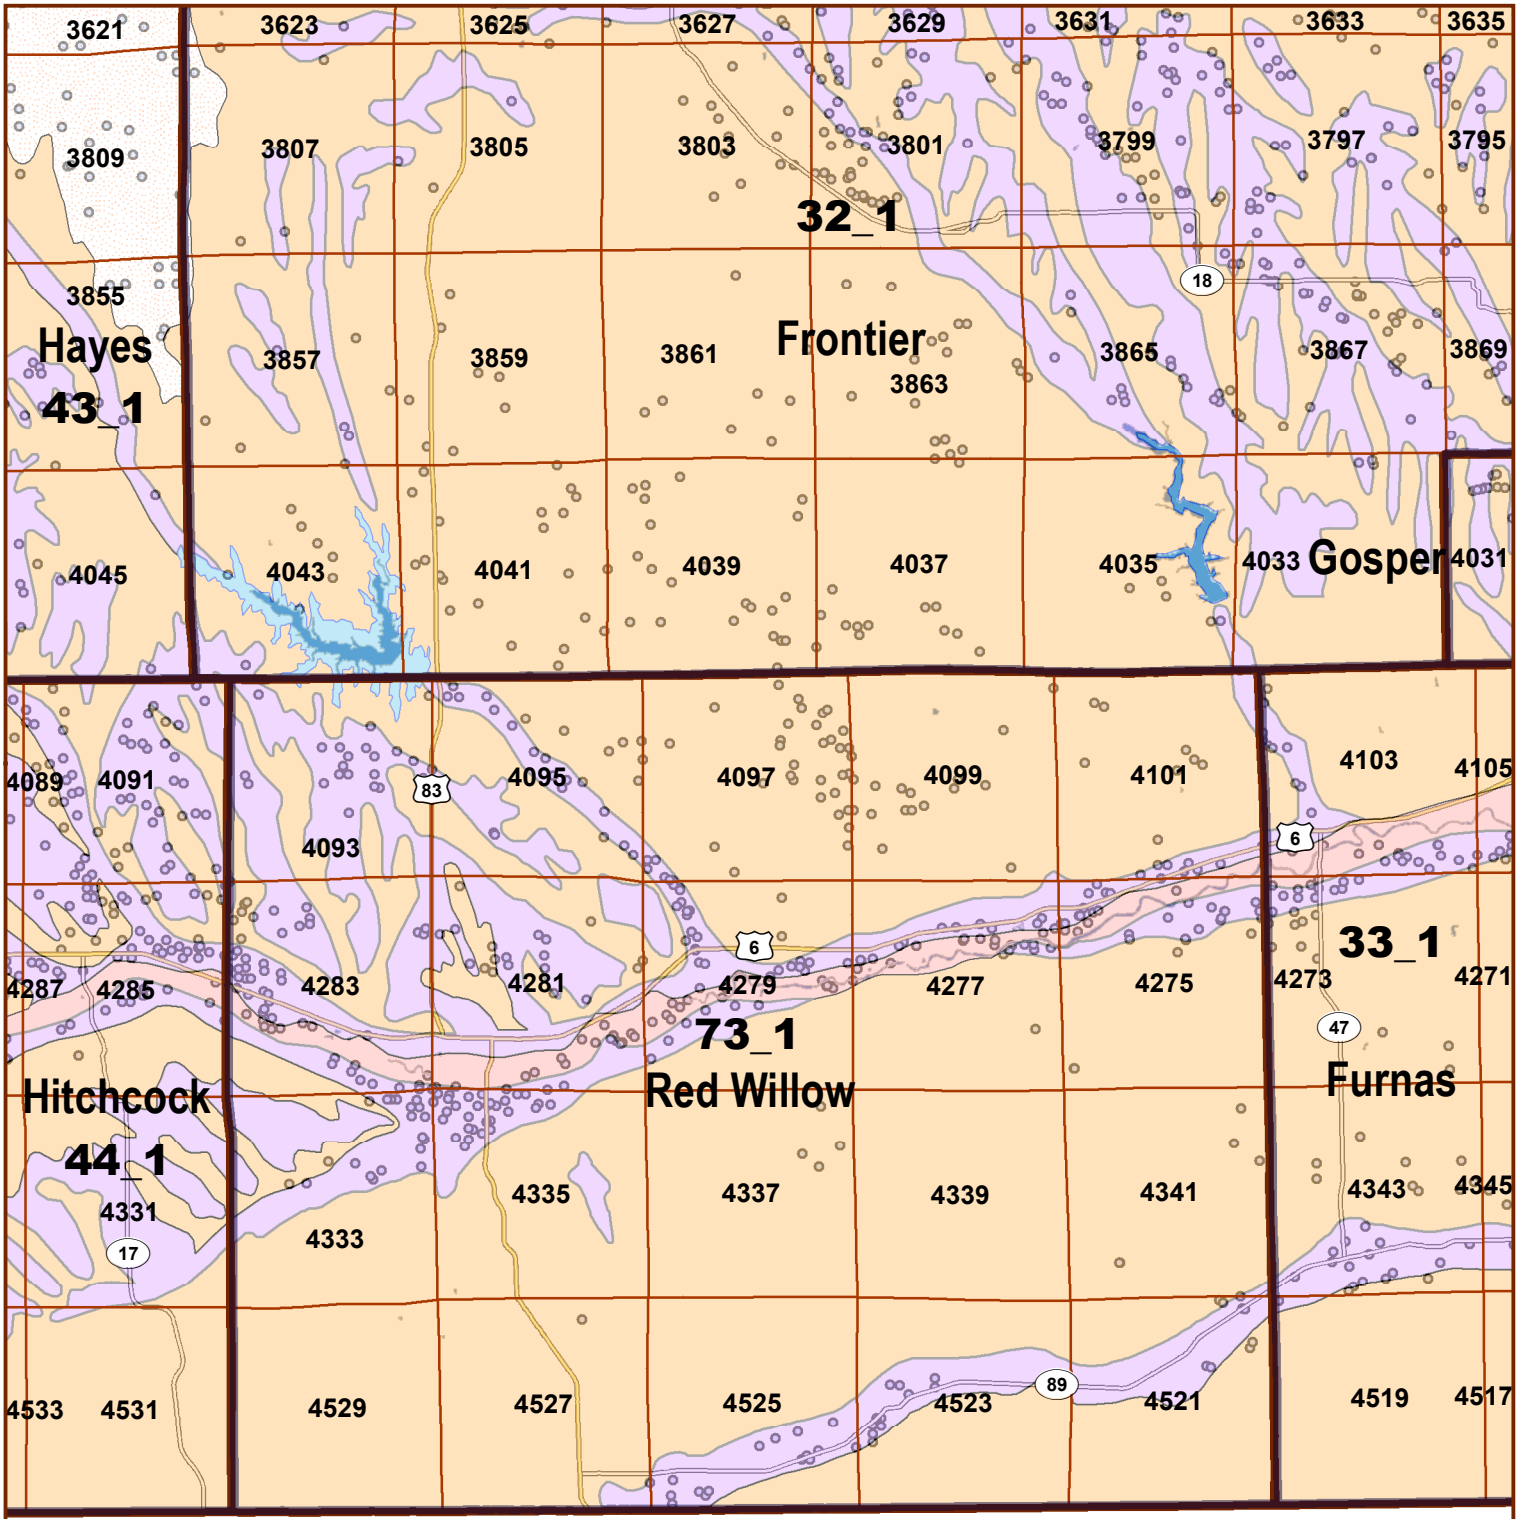 3621 3623 3625 3627 3629 3631 3633 3635
3809 3807 3805 3803 3801 3799 3797 3795
32_1
18
3855
Hayes 3857 3859 3861 Frontier 3863 3865 3867 3869
43_1
4045 4043 4041 4039 4037 4035 4033 Gosper 4031
4089 4091 83 4095 4097 4099 4101 4103 4105
4093
6
6
33_1
4287 4285 4283 4281 4279 4277 4275 4273 4271
73_1
47
Hitchcock Red Willow Furnas
44_1
4331 4333 4335 4337 4339 4341 4343 4345
17
89
4533 4531 4529 4527 4525 4523 4521 4519 4517